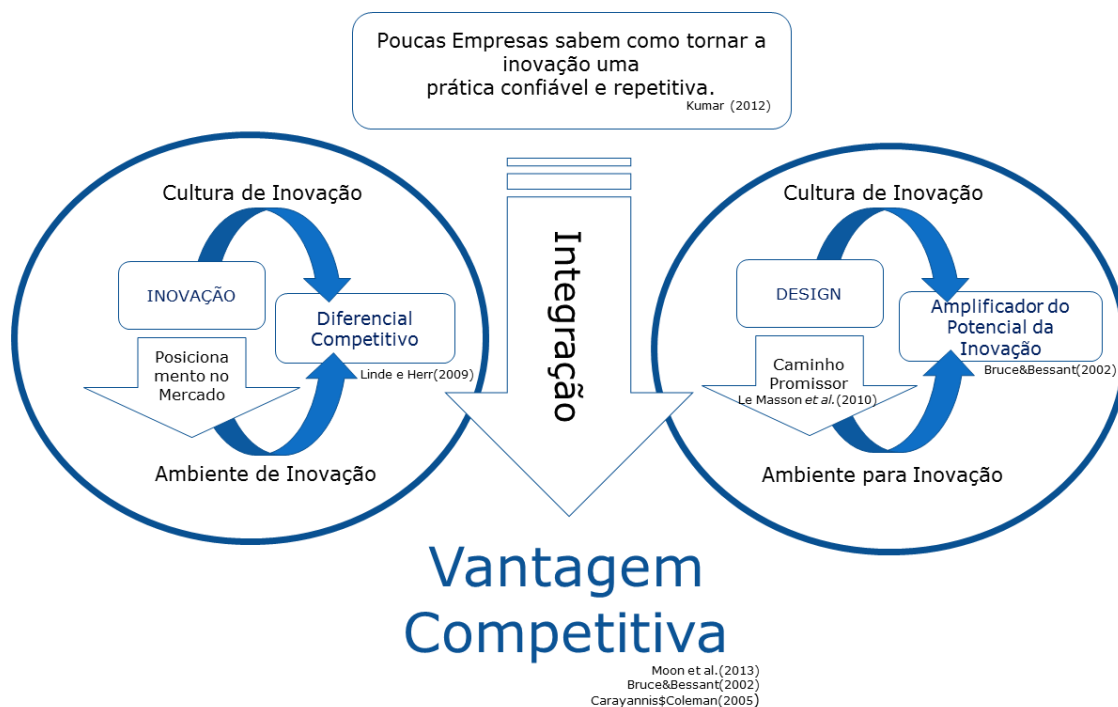 Poucas Empresas sabem como tornar a
inovação uma
prática confiável e repetitiva.
Kumar (2012)
Cultura de Inovação
INOVAÇÃO
Diferencial
Competitivo
Linde e Herr(2009)
Posiciona
mento no
Mercado
Ambiente de Inovação
Integração
Cultura de Inovação
DESIGN
Amplificador do
Potencial da
Inovação
Bruce&Bessant(2002)
Caminho
Promissor
Le Masson et al.(2010)
Ambiente para Inovação
Vantagem
Competitiva
Moon et al.(2013)
Bruce&Bessant(2002)
Carayannis$Coleman(2005)